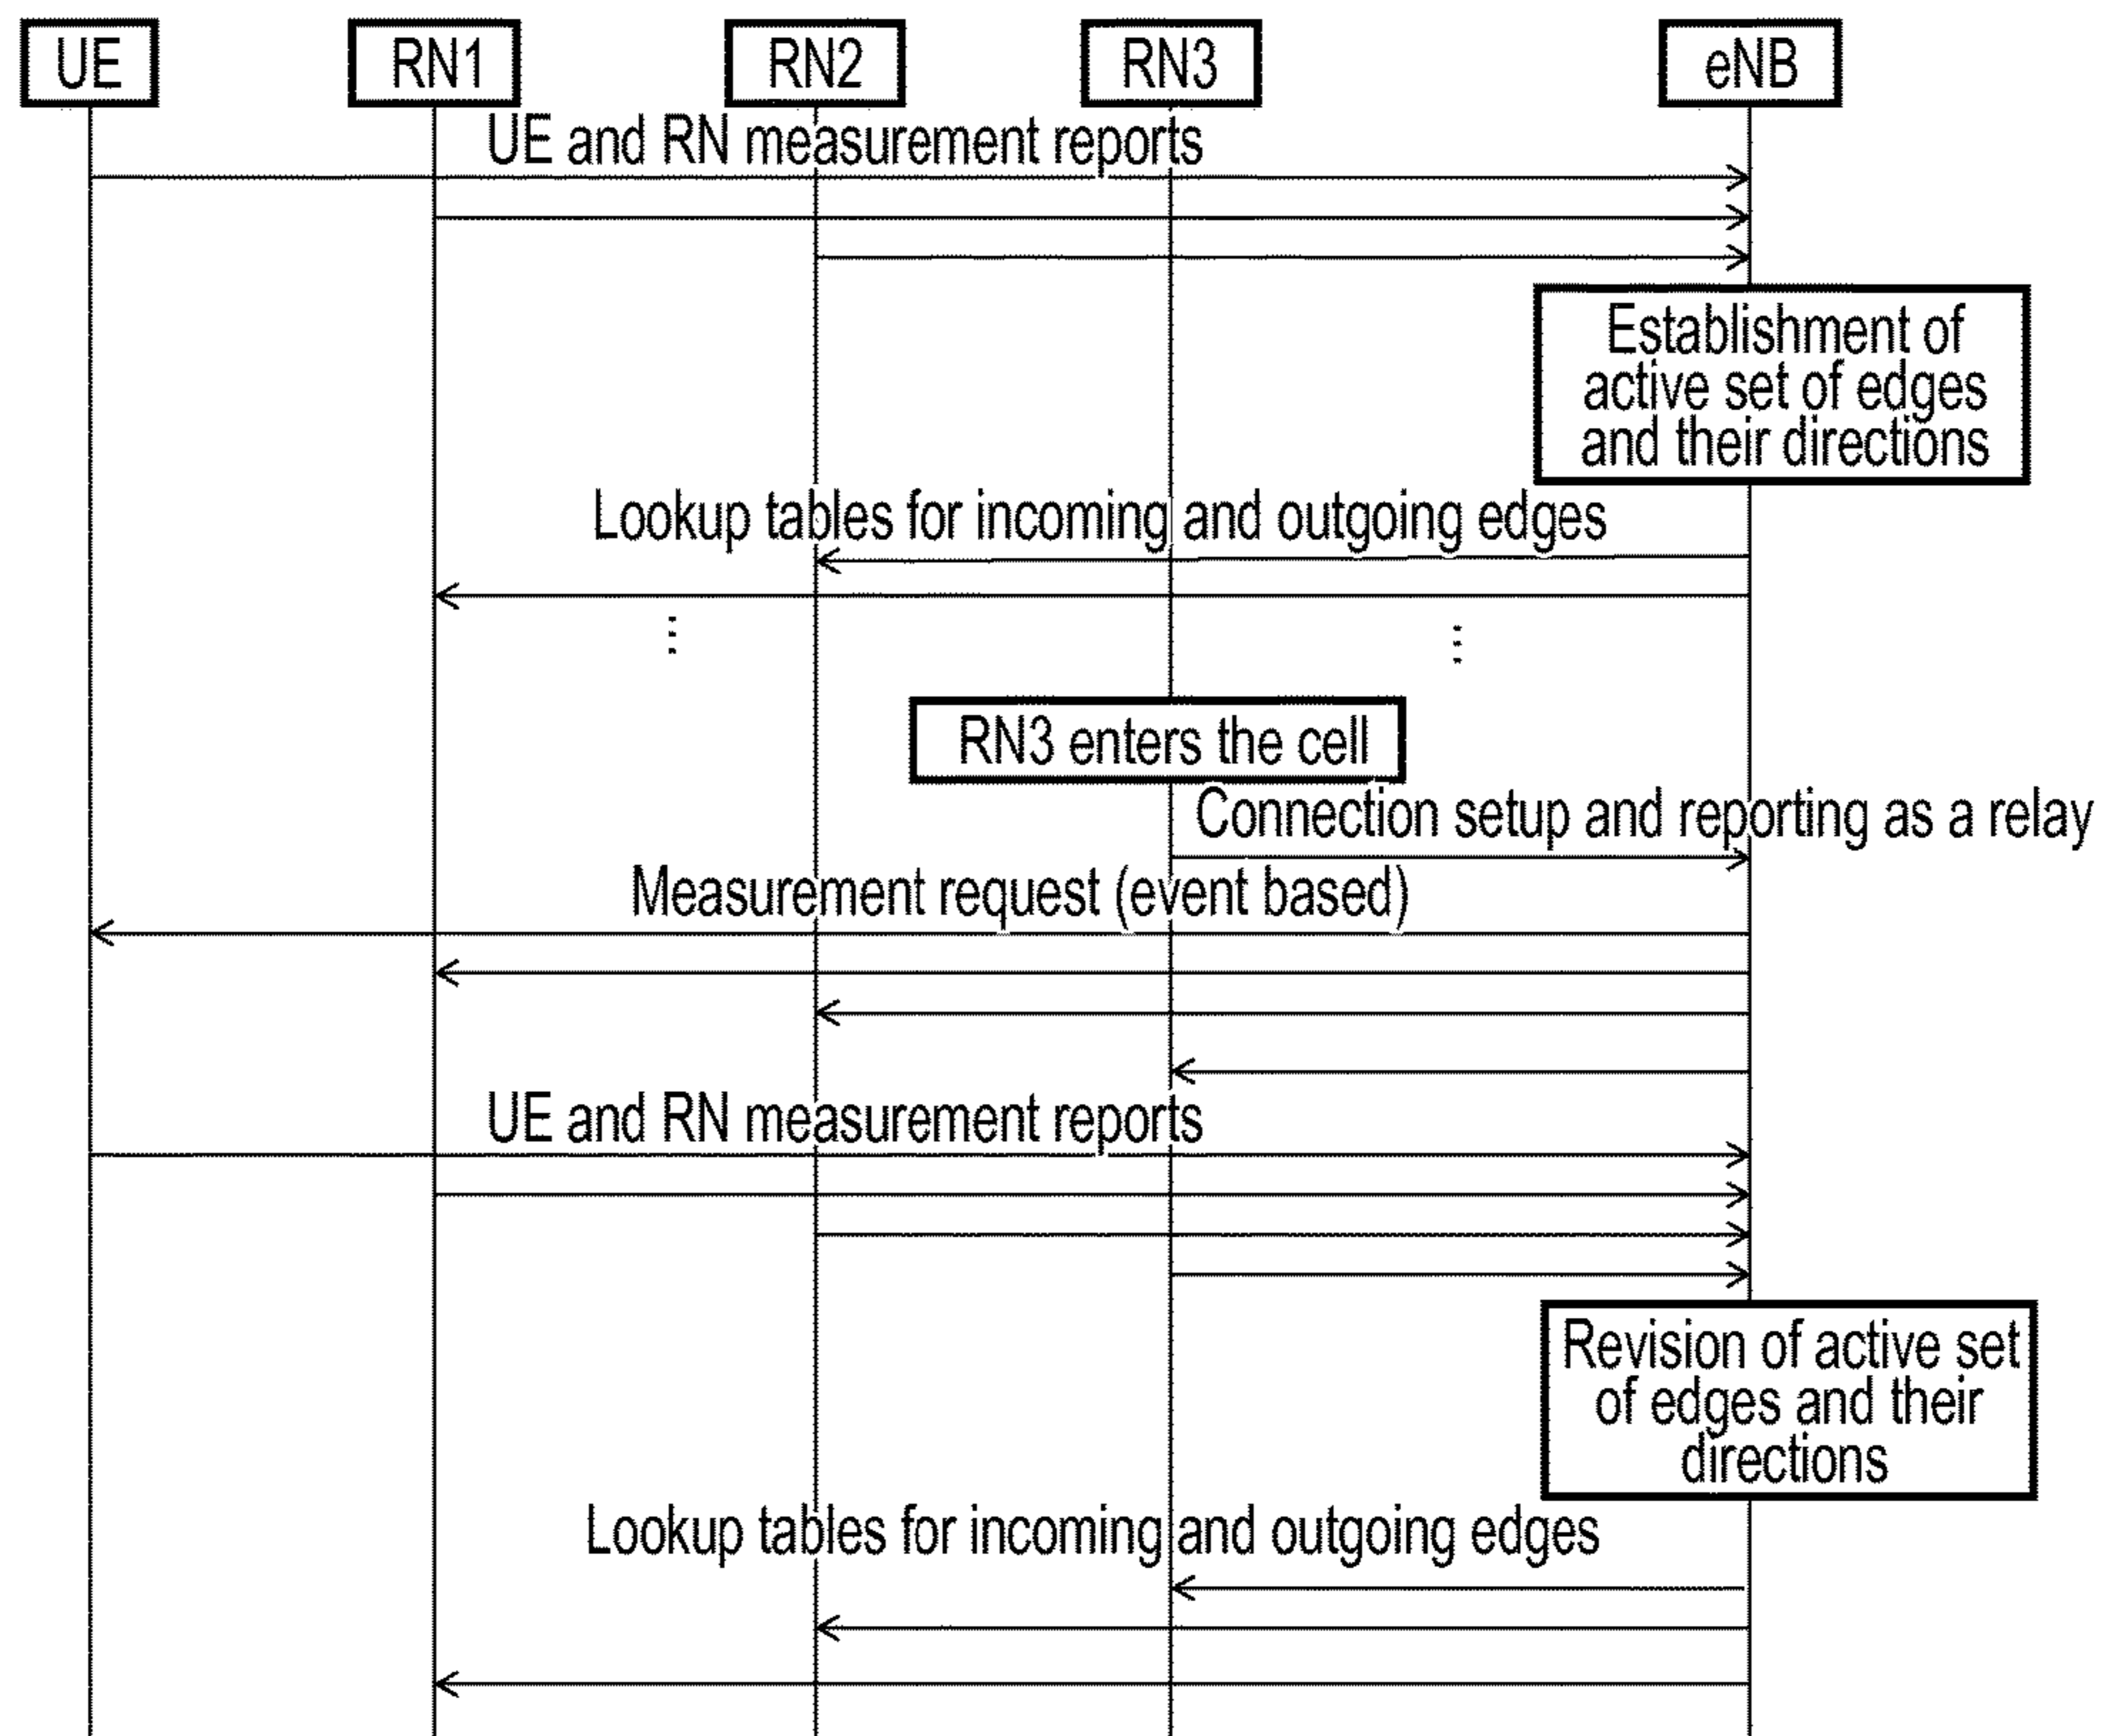 UE
RN1
RN2
RN3
eNB
UE and RN measurement reports
Establishment of
active set of edges
and their directions
Lookup tables for incoming and outgoing edges
RN3 enters the cell
Connection setup and reporting as a relay
Measurement request (event based)
UE and RN measurement reports
Revision of active set
of edges and their
directions
Lookup tables for incoming and outgoing edges